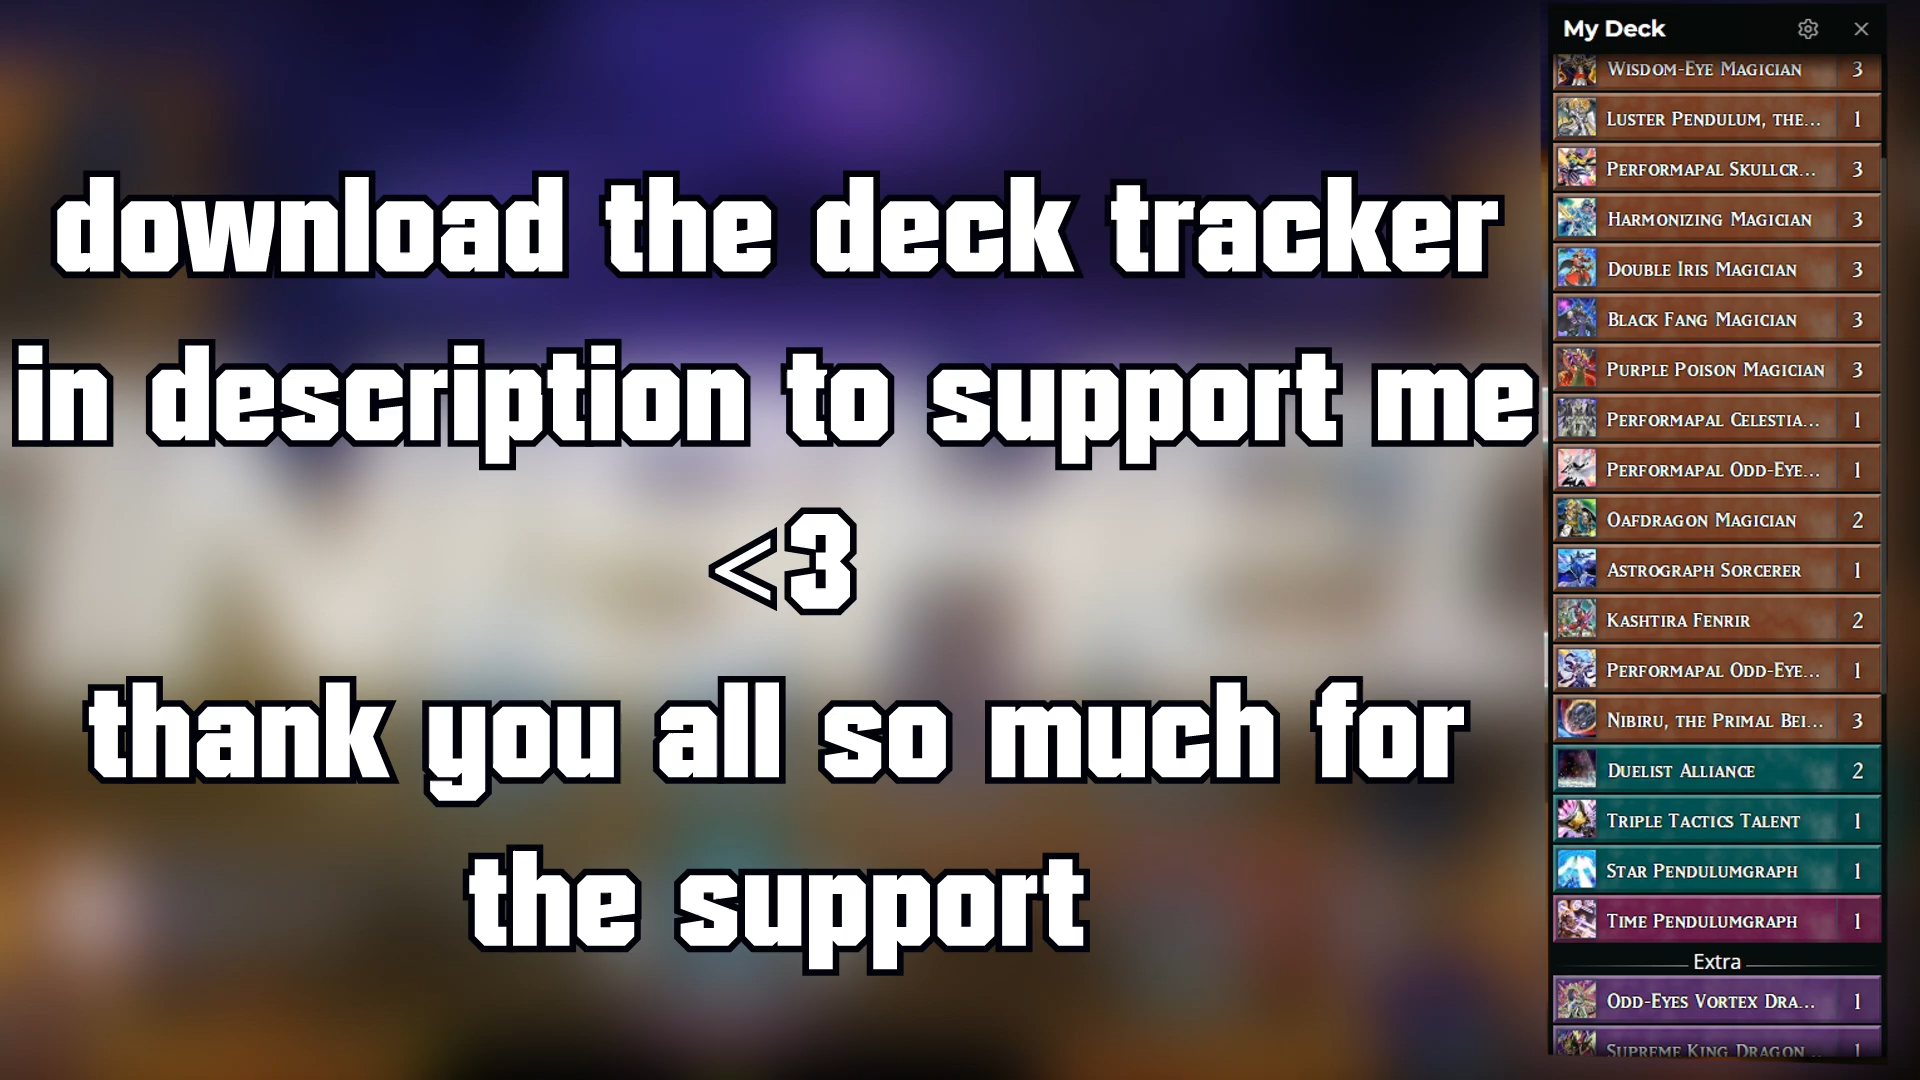 download the deck tracker
in description to support me
<3
thank you all so much for
the support
My Deck
Wisdom-Eye Magician 3
Luster Pendulum, the... 1
Performapal Skullcr... 3
Harmonizing Magician 3
Double Iris Magician 3
Black Fang Magician 3
Purple Poison Magician 3
Performapal Celestia... 1
Performapal Odd-Eye... 1
Oafdragon Magician 2
Astrograph Sorcerer 1
Kashtira Fenrir 2
Performapal Odd-Eye... 1
Nibiru, the Primal Bei... 3
Duelist Alliance 2
Triple Tactics Talent 1
Star Pendulumgraph 1
Time Pendulumgraph 1
Extra
Odd-Eyes Vortex Dra... 1
Supreme King Dragon ... 1